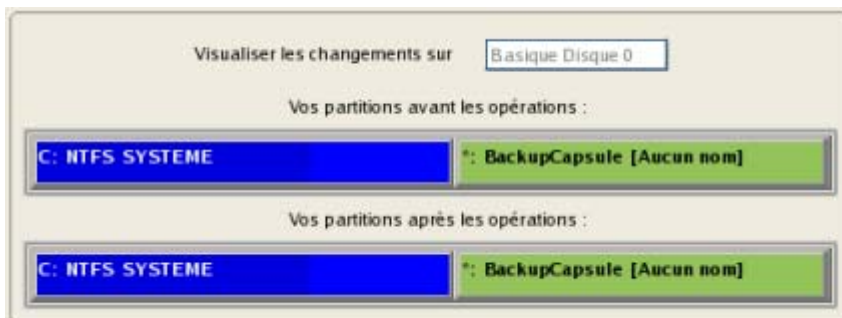 Visualiser les changements sur Basique Disque 0
Vos partitions avant les opérations :
C: NTFS SYSTEME *: BackupCapsule [Aucun nom]
Vos partitions après les opérations :
C: NTFS SYSTEME *: BackupCapsule [Aucun nom]